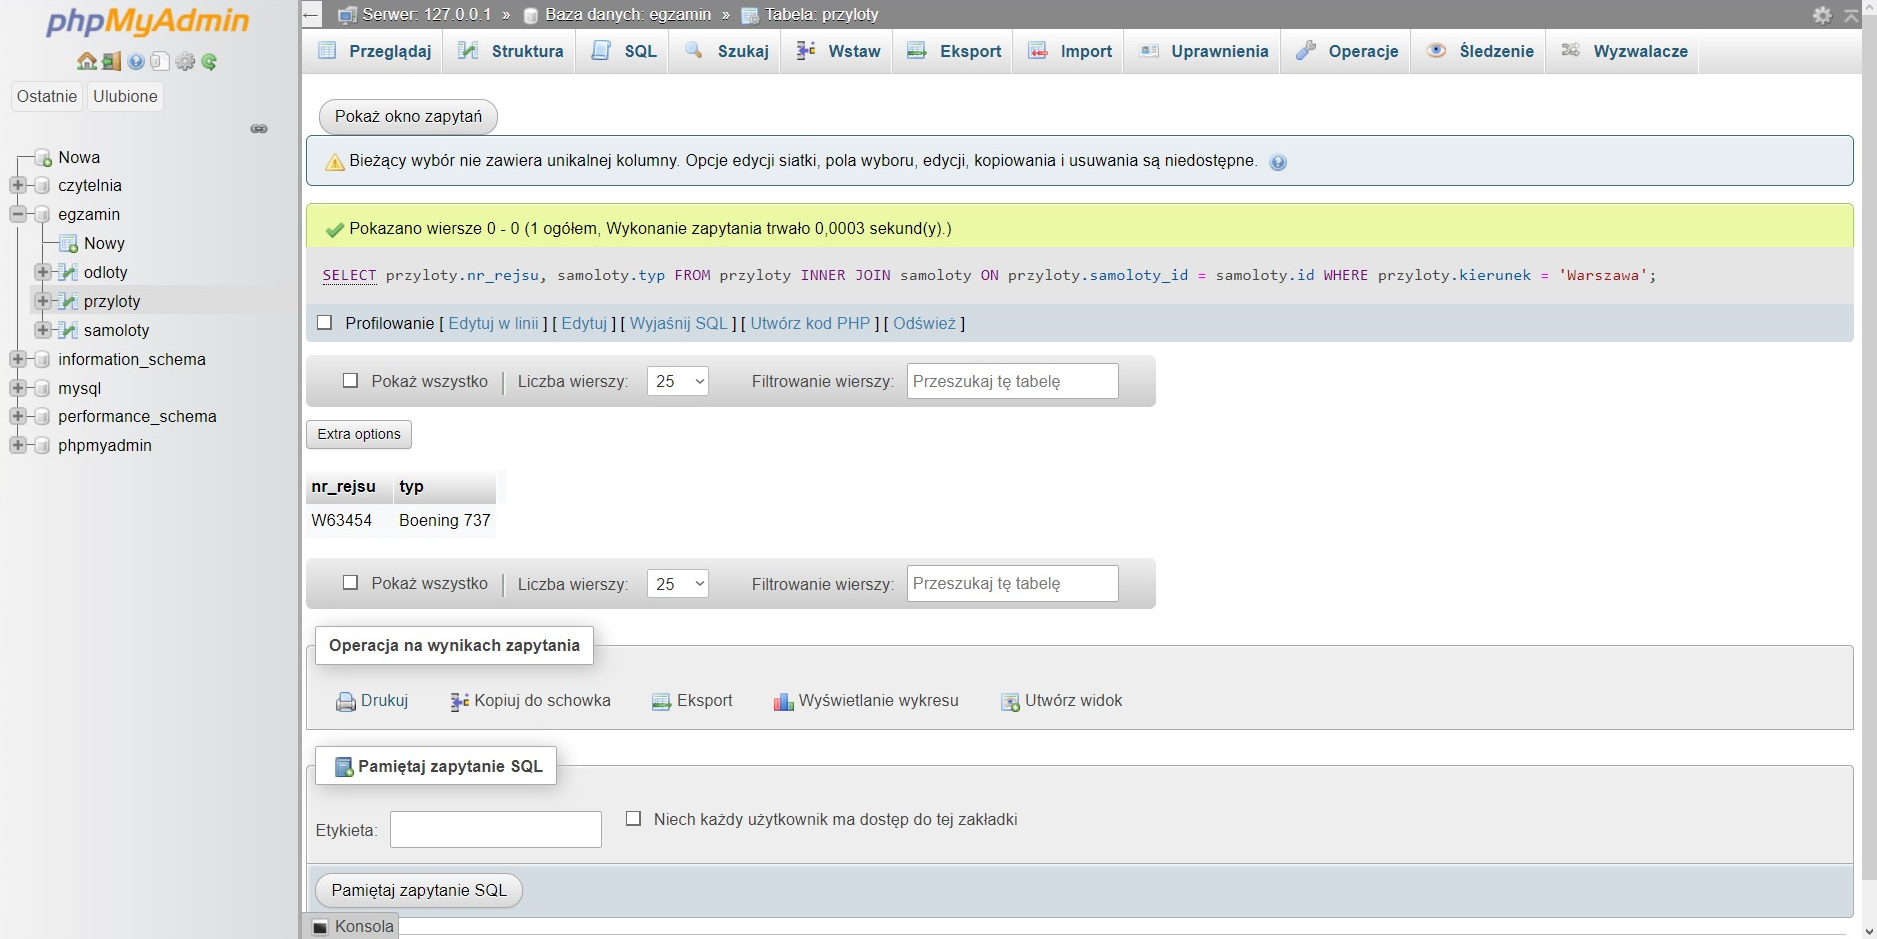 phpMyAdmin
Ostatnie Ulubione
Nowa
czytelnia
egzamin
Nowy
odloty
przyloty
samoloty
information_schema
mysql
performance_schema
phpmyadmin
Serwer: 127.0.0.1 » Baza danych: egzamin » Tabela: przyloty
Przeglądaj Struktura SQL Szukaj Wstaw Eksport Import Uprawnienia Operacje Śledzenie Wyzwalacze
Pokaż okno zapytań
Bieżący wybór nie zawiera unikalnej kolumny. Opcje edycji siatki, pola wyboru, edycji, kopiowania i usuwania są niedostępne.
Pokazano wiersze 0 - 0 (1 ogółem, Wykonanie zapytania trwało 0,0003 sekund(y).)
SELECT przyloty.nr_rejsu, samoloty.typ FROM przyloty INNER JOIN samoloty ON przyloty.samoloty_id = samoloty.id WHERE przyloty.kierunek = 'Warszawa';
Profilowanie [ Edytuj w linii ] [ Edytuj ] [ Wyjaśnij SQL ] [ Utwórz kod PHP ] [ Odśwież ]
Pokaż wszystko Liczba wierszy: 25 Filtrowanie wierszy: Przeszukaj tę tabelę
Extra options
nr_rejsu typ
W63454 Boening 737
Pokaż wszystko Liczba wierszy: 25 Filtrowanie wierszy: Przeszukaj tę tabelę
Operacja na wynikach zapytania
Drukuj Kopiuj do schowka Eksport Wyświetlanie wykresu Utwórz widok
Pamiętaj zapytanie SQL
Etykieta: Niech każdy użytkownik ma dostęp do tej zakładki
Pamiętaj zapytanie SQL
Konsola